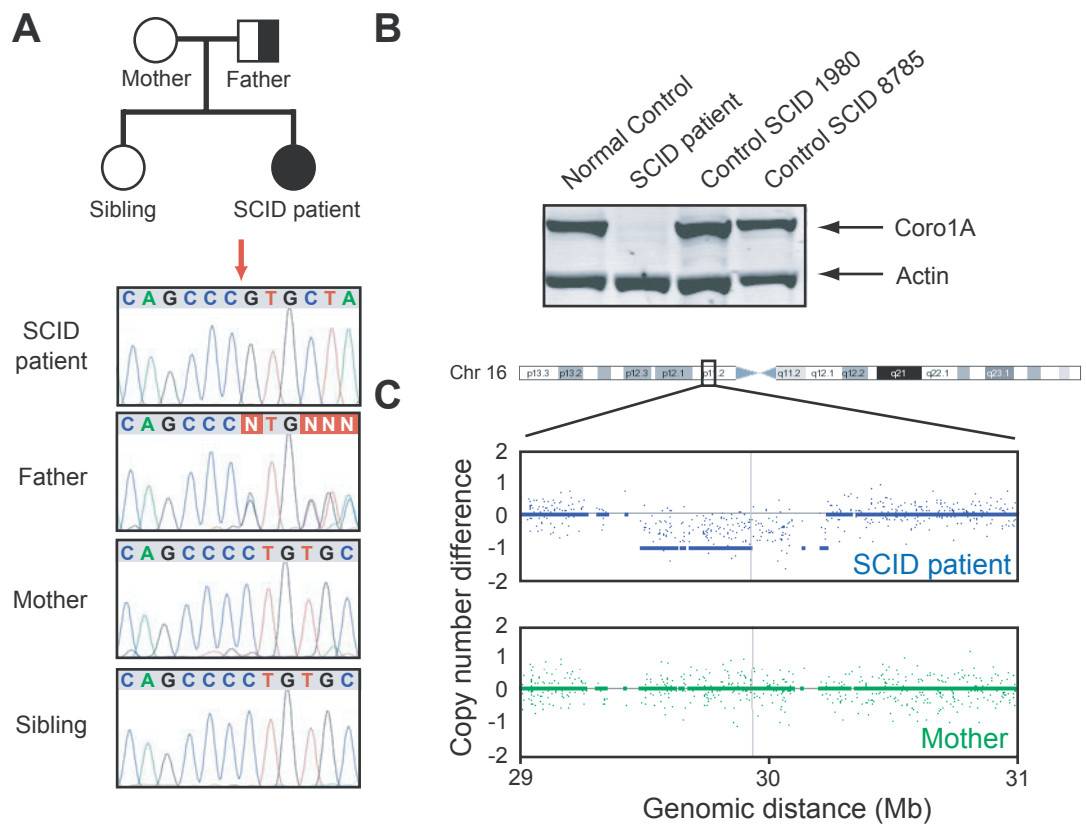 A
Mother
Father
Sibling
SCID patient
SCID patient
CAGCCCGTGCTA
Father
CAGCCCNTGNNN
Mother
CAGCCCCTGTGC
Sibling
CAGCCCCTGTGC
B
Normal Control
SCID patient
Control SCID 1980
Control SCID 8785
Coro1A
Actin
C
Chr 16
p13.3 p13.2 p12.3 p12.1 p11.2 q11.2 q12.1 q12.2 q21 q22.1 q23.1
Copy number difference
2
1
0
-1
-2
SCID patient
2
1
0
-1
-2
Mother
29 30 31
Genomic distance (Mb)